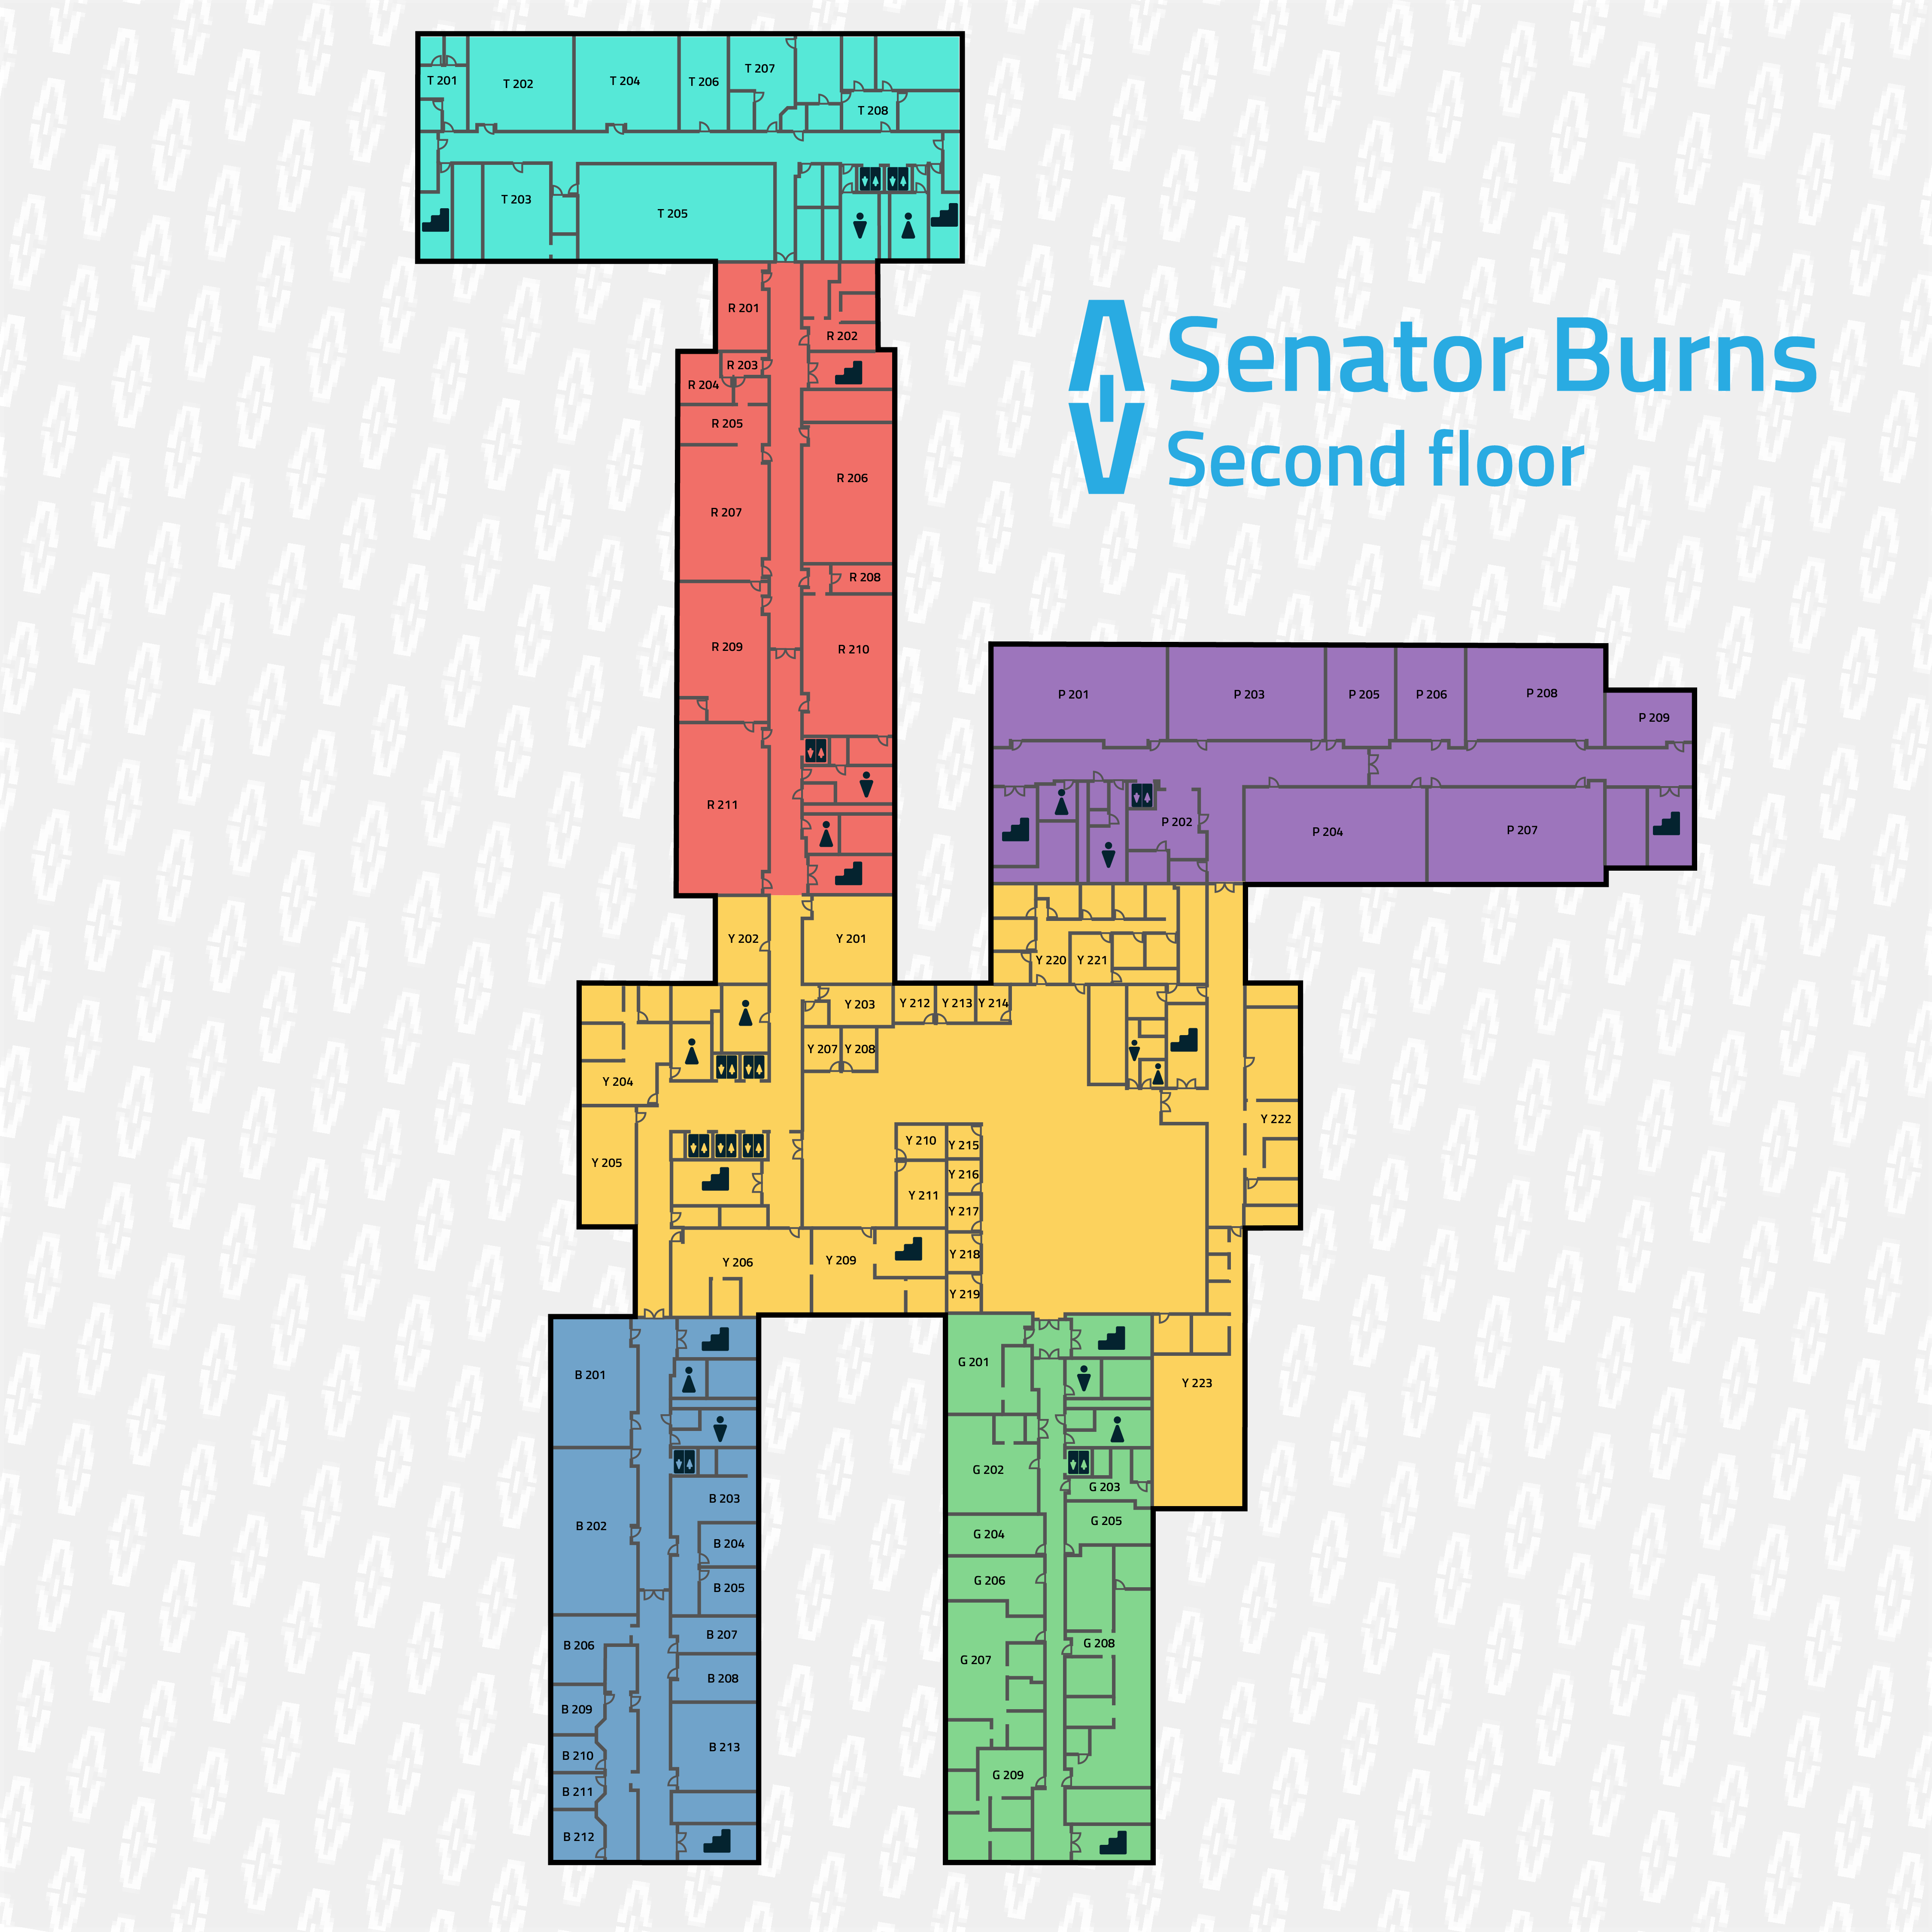 T 201
T 202
T 204
T 206
T 207
T 208
T 203
T 205
R 201
R 202
R 203
R 204
R 205
R 206
R 207
R 208
R 209
R 210
R 211
Senator Burns
Second floor
P 201
P 203
P 205
P 206
P 208
P 209
P 202
P 204
P 207
Y 202
Y 201
Y 220
Y 221
Y 203
Y 212
Y 213
Y 214
Y 207
Y 208
Y 204
Y 205
Y 222
Y 210
Y 215
Y 216
Y 211
Y 217
Y 218
Y 219
Y 206
Y 209
Y 223
B 201
B 202
B 203
B 204
B 205
B 206
B 207
B 208
B 209
B 210
B 211
B 212
B 213
G 201
G 202
G 203
G 204
G 205
G 206
G 207
G 208
G 209